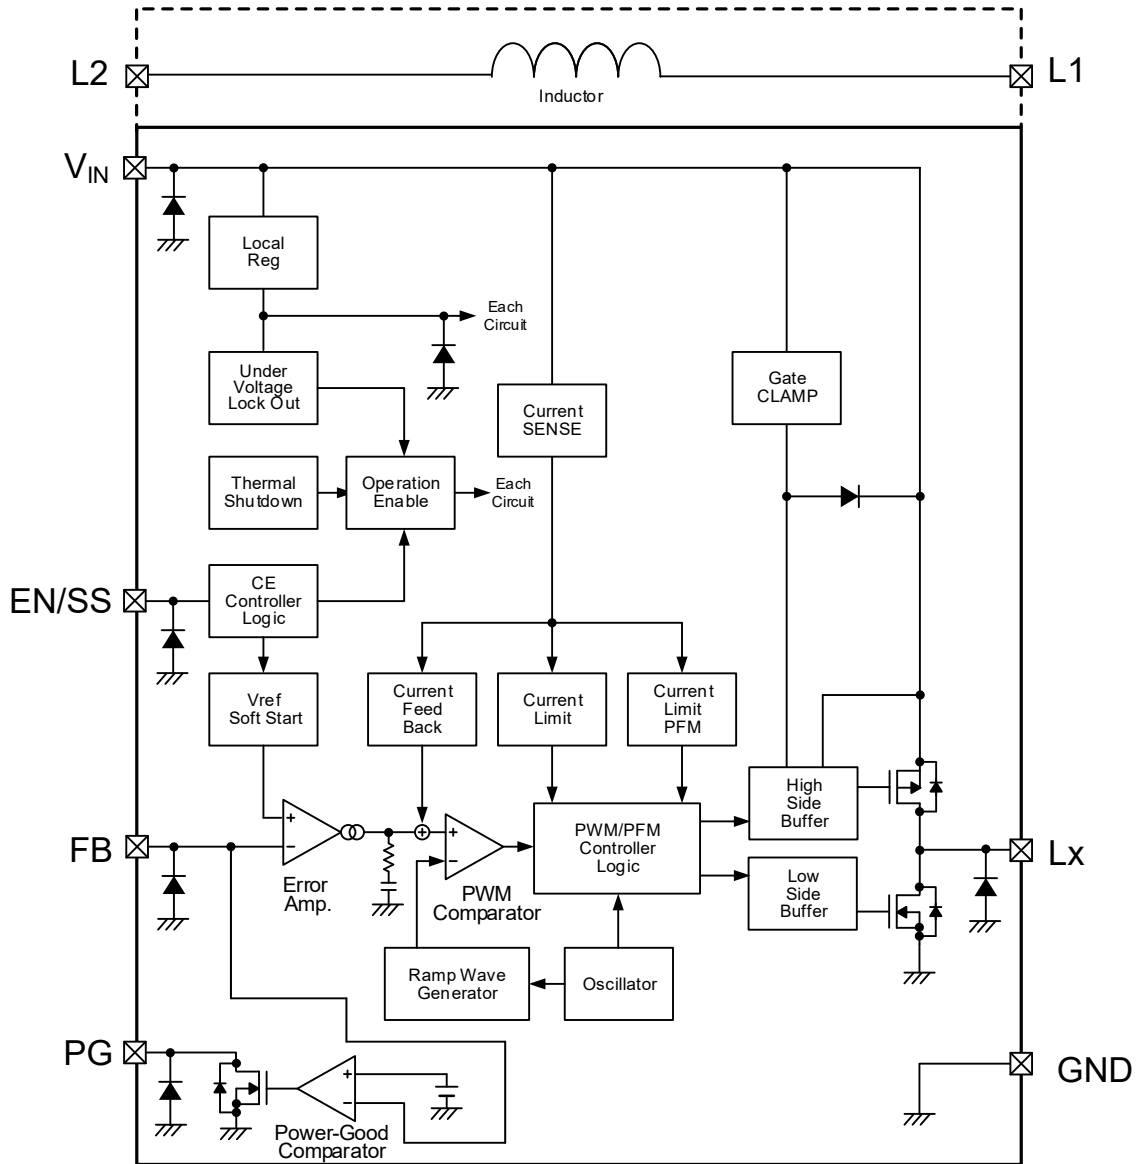 L2
L1
Inductor
VIN
Local
Reg
Each
Circuit
Under
Voltage
Lock Out
Gate
CLAMP
Current
SENSE
Thermal
Shutdown
Operation
Enable
Each
Circuit
EN/SS
CE
Controller
Logic
Vref
Soft Start
Current
Feed
Back
Current
Limit
Current
Limit
PFM
High
Side
Buffer
+
−
+
+
−
PWM/PFM
Controller
Logic
FB
Lx
Error
Amp.
PWM
Comparator
Low
Side
Buffer
Ramp Wave
Generator
Oscillator
PG
+
−
GND
Power-Good
Comparator